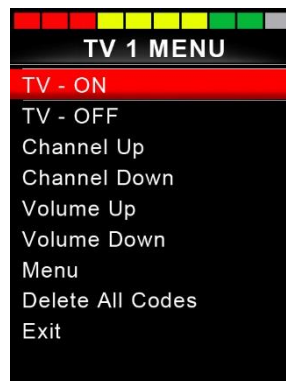 TV 1 MENU
TV - ON
TV - OFF
Channel Up
Channel Down
Volume Up
Volume Down
Menu
Delete All Codes
Exit